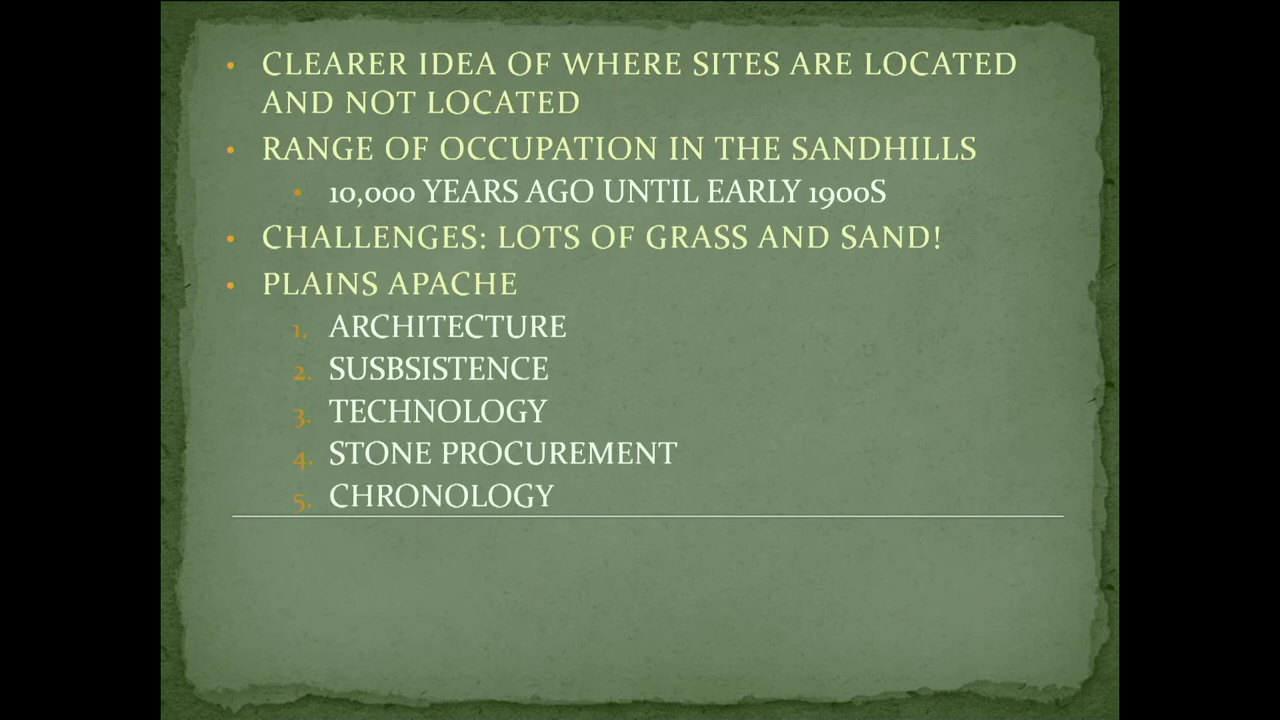 • CLEARER IDEA OF WHERE SITES ARE LOCATED
AND NOT LOCATED
• RANGE OF OCCUPATION IN THE SANDHILLS
• 10,000 YEARS AGO UNTIL EARLY 1900S
• CHALLENGES: LOTS OF GRASS AND SAND!
• PLAINS APACHE
1. ARCHITECTURE
2. SUSBSISTENCE
3. TECHNOLOGY
4. STONE PROCUREMENT
5. CHRONOLOGY